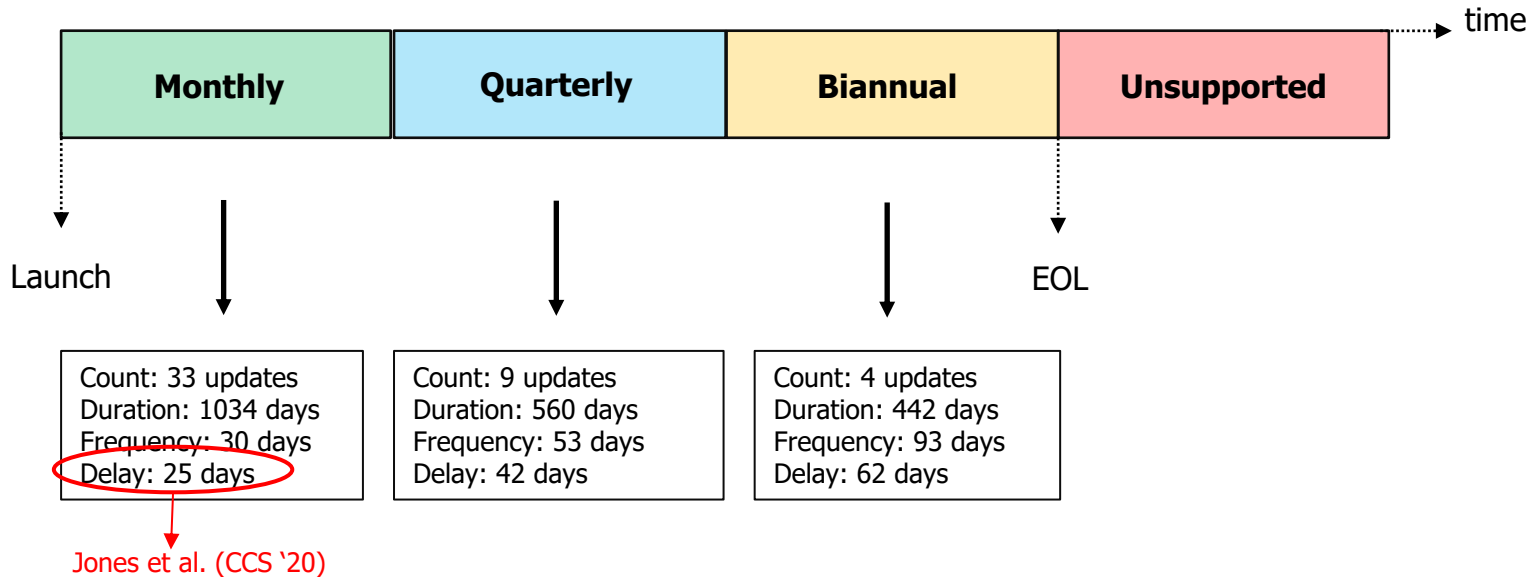 time
Monthly
Quarterly
Biannual
Unsupported
Launch
EOL
Count: 33 updates
Duration: 1034 days
Frequency: 30 days
Delay: 25 days
Count: 9 updates
Duration: 560 days
Frequency: 53 days
Delay: 42 days
Count: 4 updates
Duration: 442 days
Frequency: 93 days
Delay: 62 days
Jones et al. (CCS ‘20)